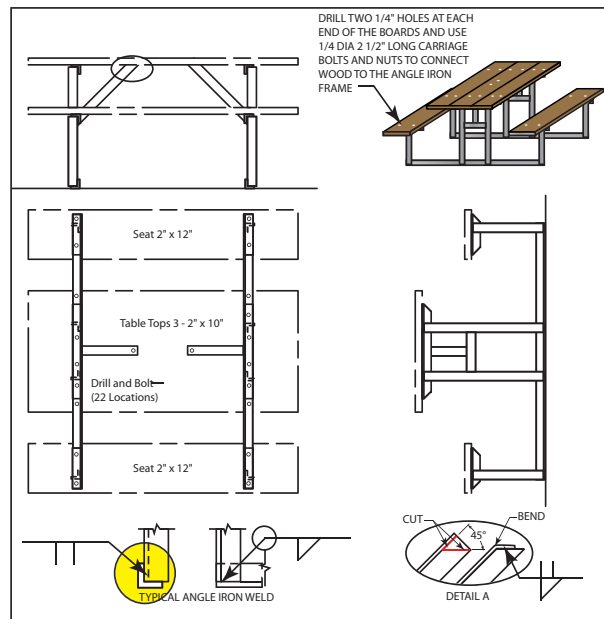 DRILL TWO 1/4" HOLES AT EACH
END OF THE BOARDS AND USE
1/4 DIA 2 1/2" LONG CARRIAGE
BOLTS AND NUTS TO CONNECT
WOOD TO THE ANGLE IRON
FRAME
Seat 2" x 12"
Table Tops 3 - 2" x 10"
Drill and Bolt
(22 Locations)
Seat 2" x 12"
TYPICAL ANGLE IRON WELD
CUT
45°
BEND
DETAIL A